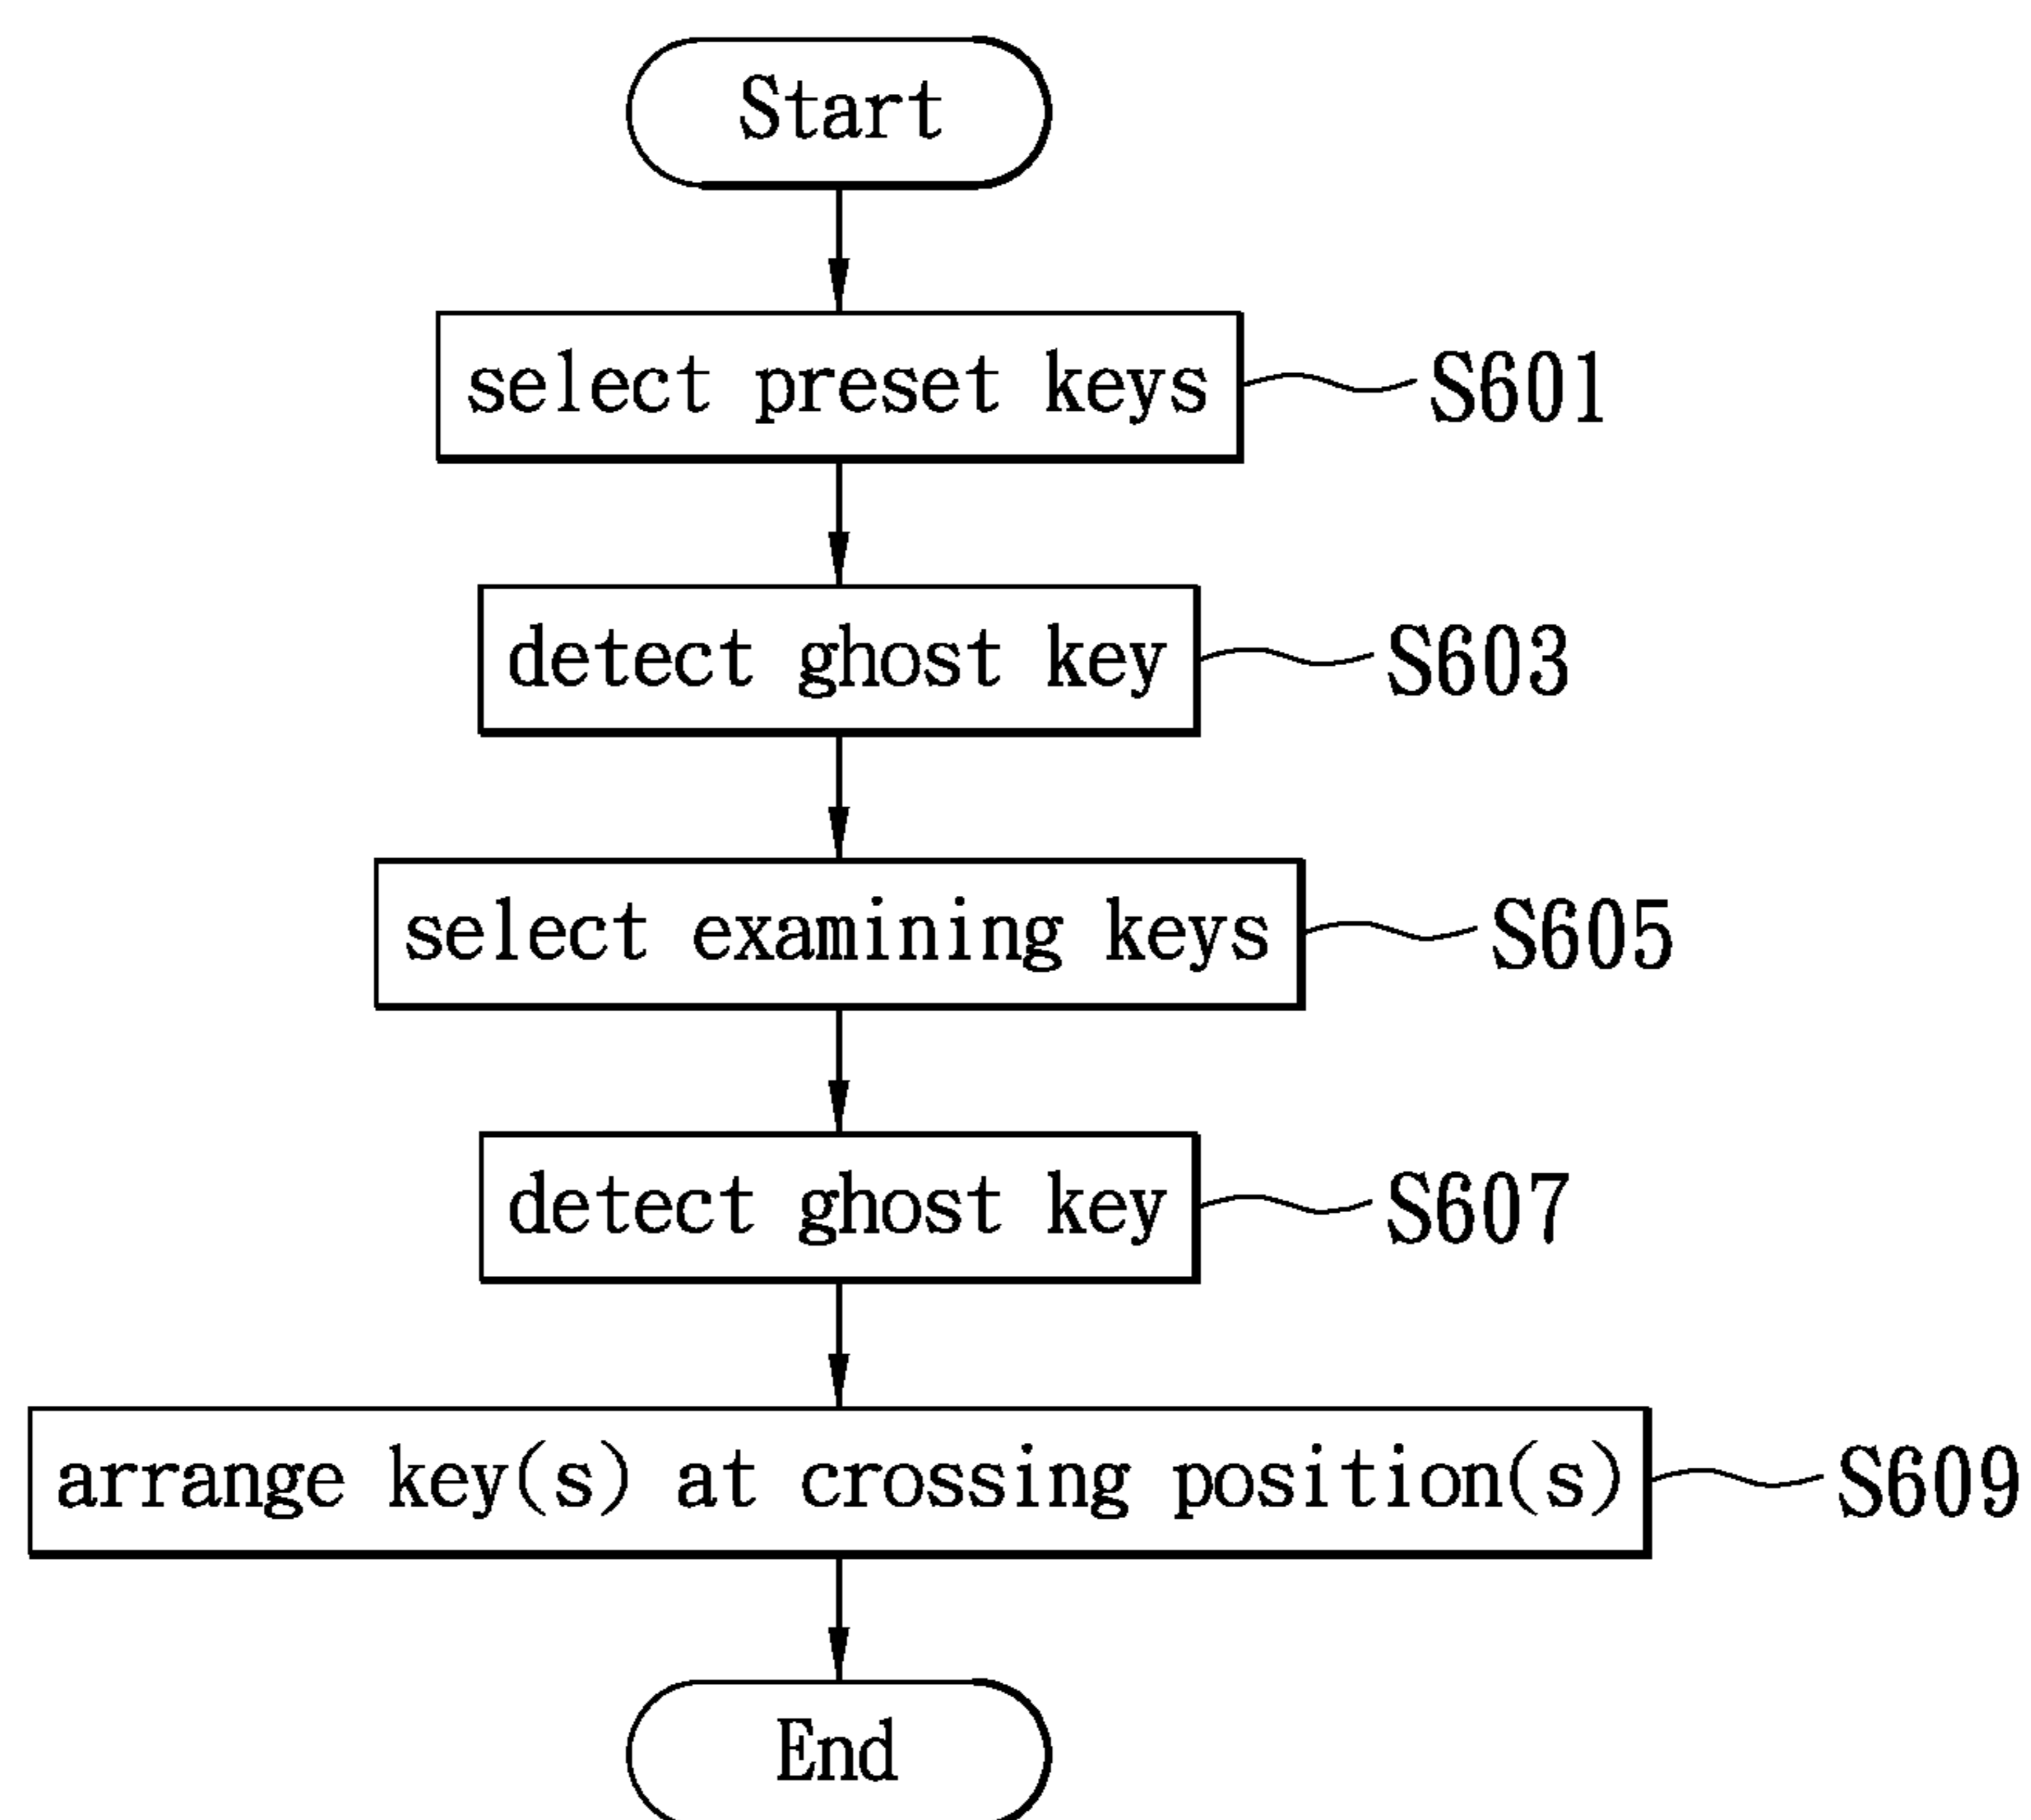 Start
select preset keys S601
detect ghost key S603
select examining keys S605
detect ghost key S607
arrange key(s) at crossing position(s) S609
End